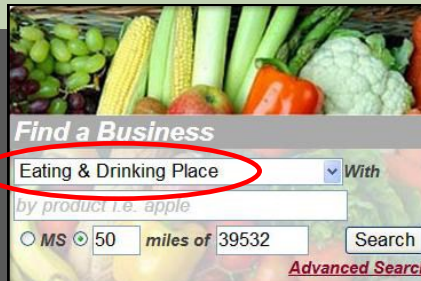 Find a Business
Eating & Drinking Place With
by product i.e. apple
MS 50 miles of 39532 Search
Advanced Search